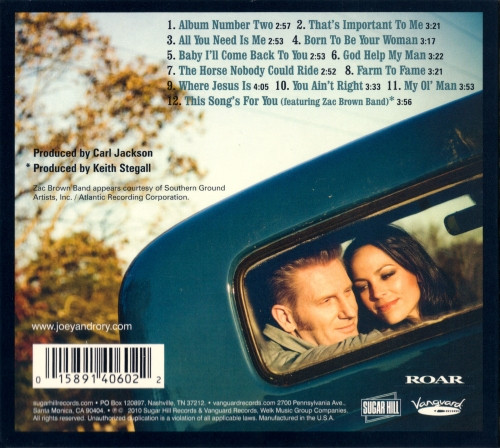 1. Album Number Two 2:57 2. That's Important To Me 3:21
3. All You Need Is Me 2:53 4. Born To Be Your Woman 3:17
5. Baby I'll Come Back To You 2:53 6. God Help My Man 3:22
7. The Horse Nobody Could Ride 2:52 8. Farm To Fame 3:21
9. Where Jesus Is 4:05 10. You Ain't Right 3:33 11. My Ol' Man 3:53
12. This Song's For You (featuring Zac Brown Band)* 3:56
Produced by Carl Jackson
* Produced by Keith Stegall
Zac Brown Band appears courtesy of Southern Ground
Artists, Inc. / Atlantic Recording Corporation.
www.joeyandrory.com
0 15891 40602 2
ROAR
SUGAR HILL
Vanguard
sugarhillrecords.com • PO Box 120897, Nashville, TN 37212. • vanguardrecords.com 2700 Pennsylvania Ave.,
Santa Monica, CA 90404. • ℗© 2010 Sugar Hill Records & Vanguard Records, Welk Music Group Companies.
All rights reserved. Unauthorized duplication is a violation of all applicable laws. Manufactured in the U.S.A.